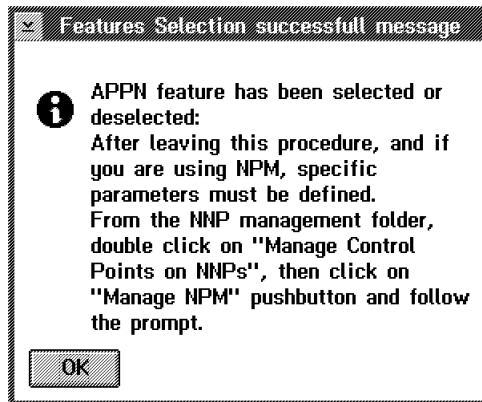 Features Selection successfull message
APPN feature has been selected or
deselected:
After leaving this procedure, and if
you are using NPM, specific
parameters must be defined.
From the NNP management folder,
double click on "Manage Control
Points on NNPs", then click on
"Manage NPM" pushbutton and follow
the prompt.
OK